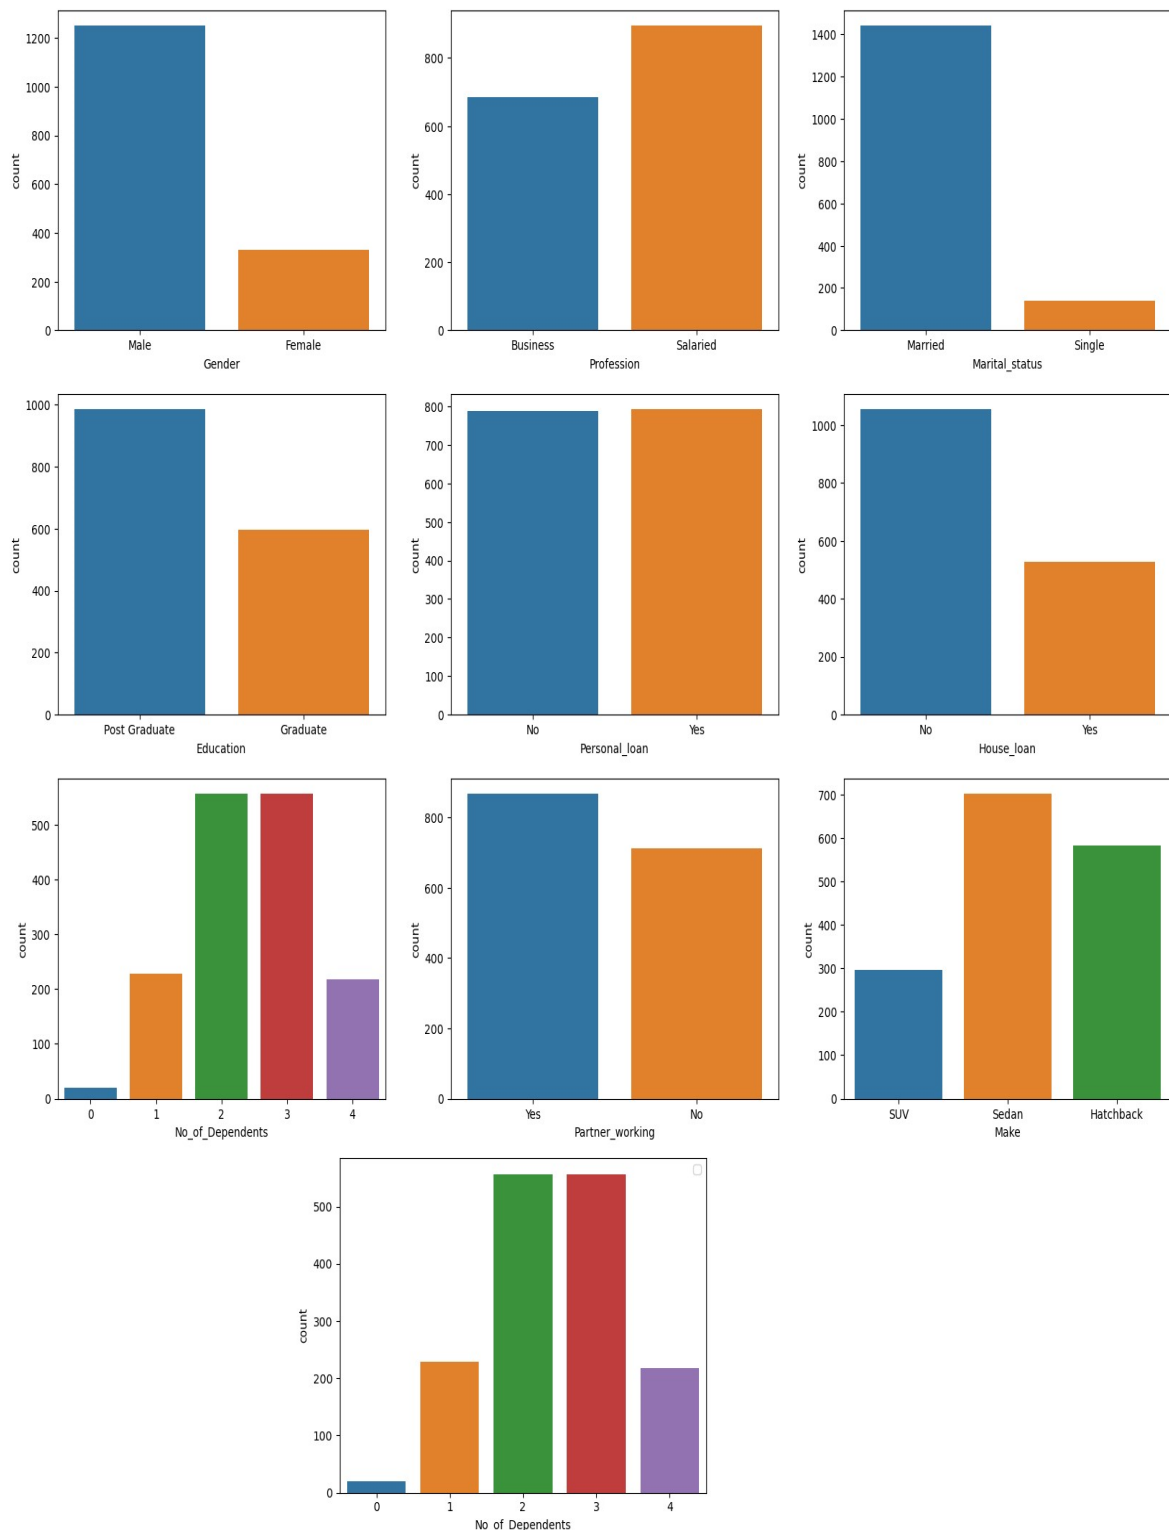 1200
1000
800
600
400
200
0
count
Male Female
Gender
800
600
400
200
0
count
Business Salaried
Profession
1400
1200
1000
800
600
400
200
0
count
Married Single
Marital_status
1000
800
600
400
200
0
count
Post Graduate Graduate
Education
800
700
600
500
400
300
200
100
0
count
No Yes
Personal_loan
1000
800
600
400
200
0
count
No Yes
House_loan
500
400
300
200
100
0
count
0 1 2 3 4
No_of_Dependents
800
600
400
200
0
count
Yes No
Partner_working
700
600
500
400
300
200
100
0
count
SUV Sedan Hatchback
Make
500
400
300
200
100
0
count
0 1 2 3 4
No_of_Dependents